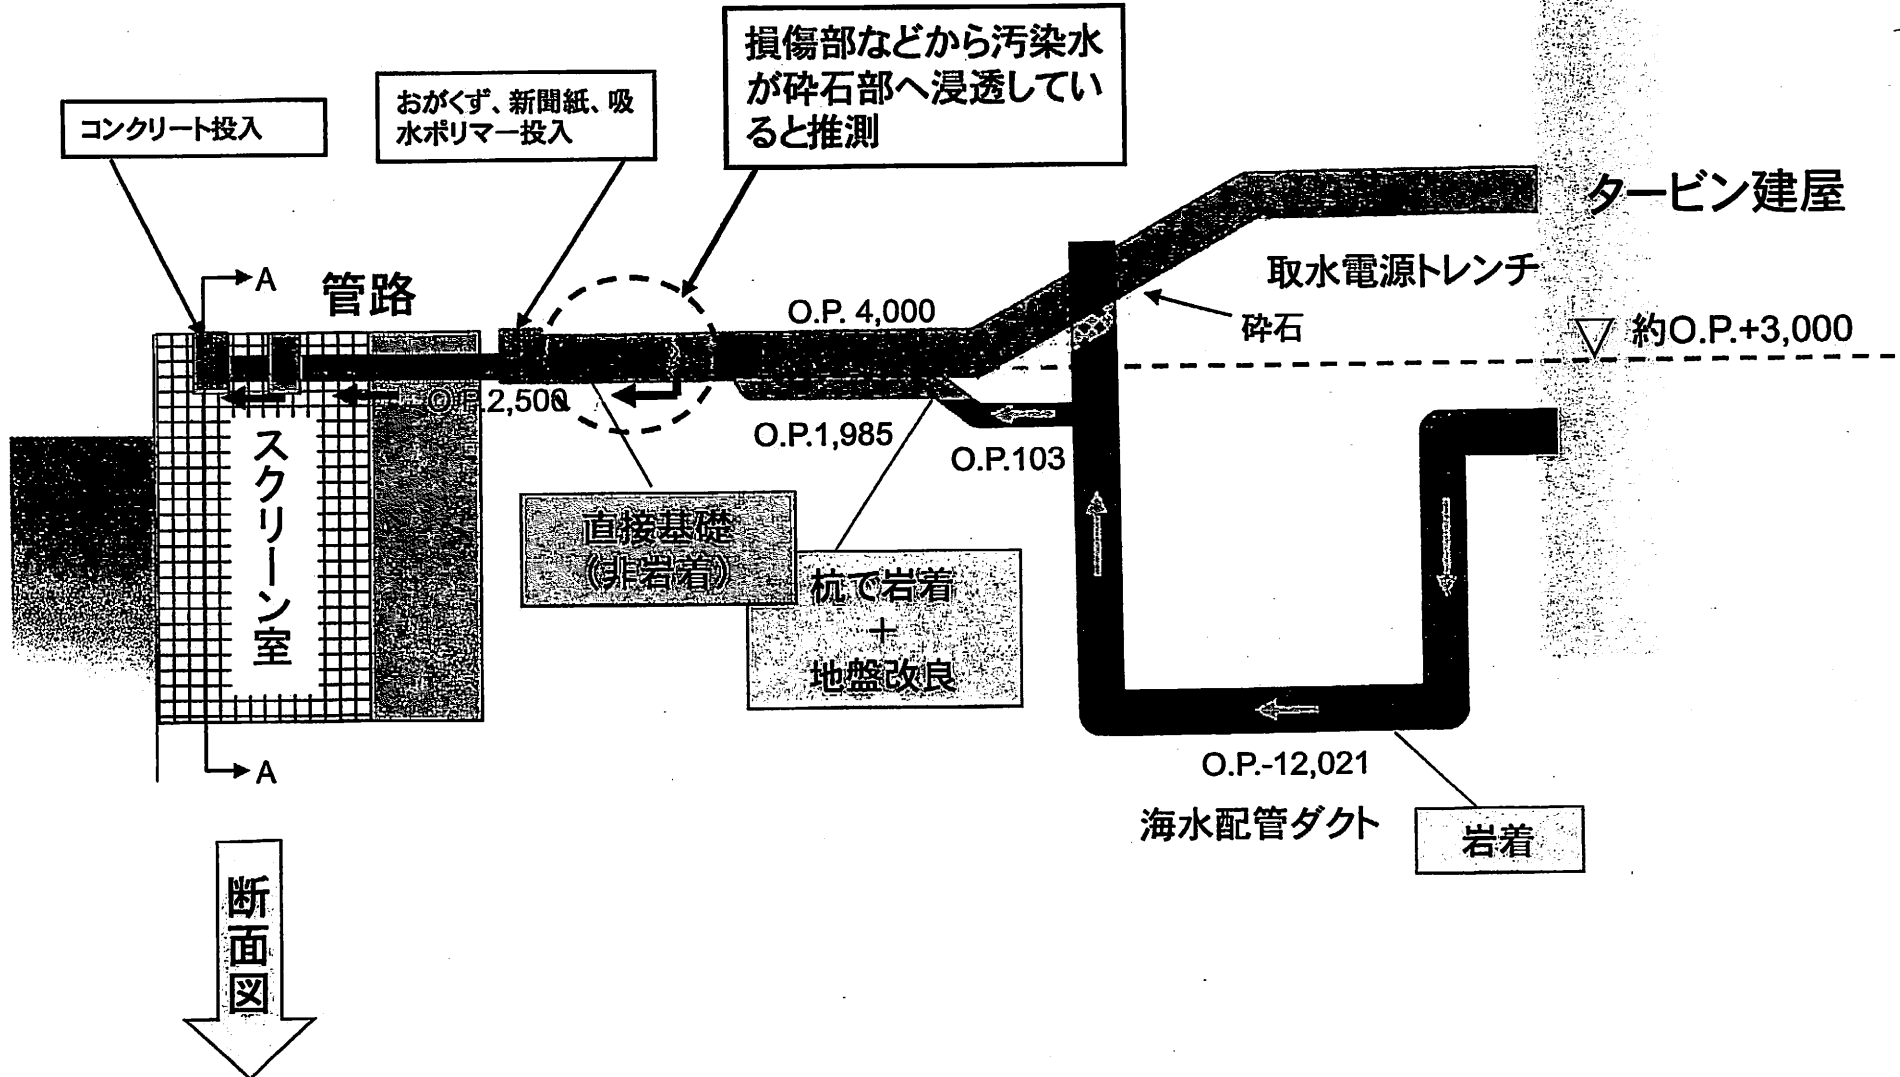 損傷部などから汚染水
が砕石部へ浸透してい
ると推測
おがくず、新聞紙、吸
水ポリマー投入
コンクリート投入
タービン建屋
A
管路
取水電源トレンチ
O.P. 4,000
砕石
約O.P.+3,000
O.P.2,500
O.P.1,985
O.P.103
スクリーン室
直接基礎
(非岩着)
杭で岩着
+
地盤改良
A
O.P.-12,021
海水配管ダクト
岩着
断面図